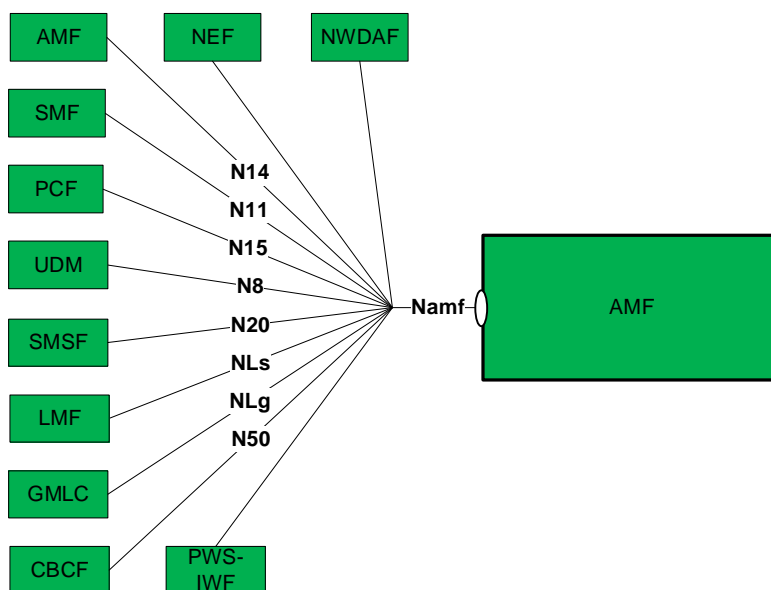 AMF
NEF
NWDAF
SMF
PCF
UDM
SMSF
LMF
GMLC
CBCF
PWS-
IWF
N14
N11
N15
N8
N20
NLs
NLg
N50
Namf
AMF